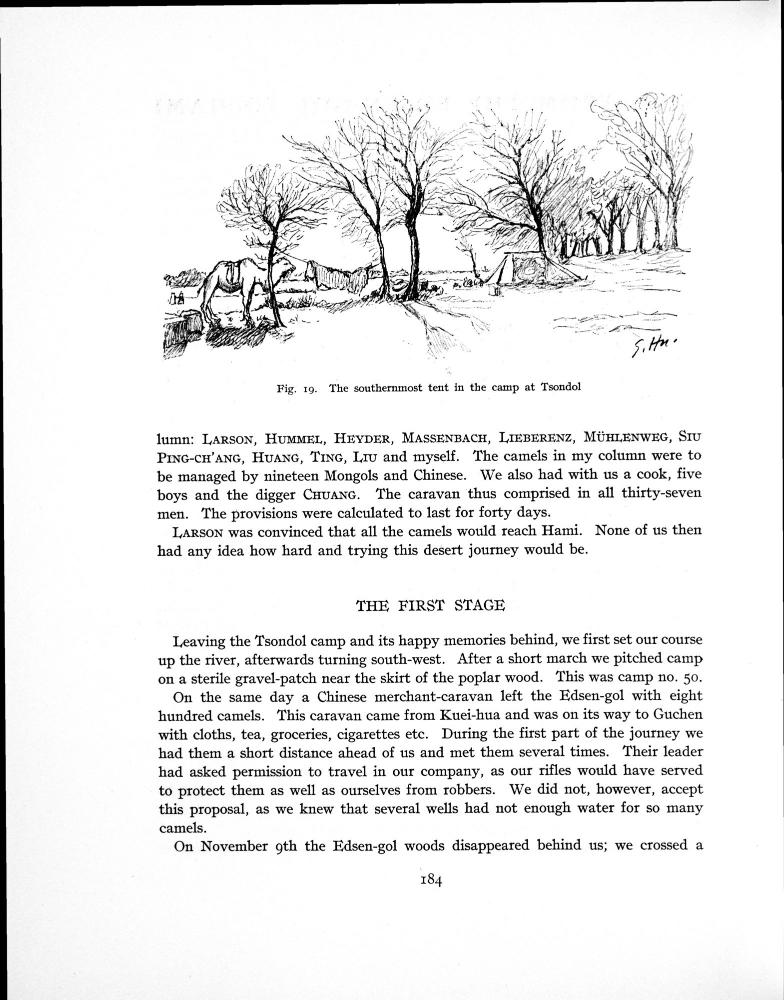 S. Hn.
Fig. 19. The southernmost tent in the camp at Tsondol
lumn: LARSON, HUMMEL, HEYDER, MASSENBACH, LIEBERENZ, MÜHLENWEG, SIU
PING-CH'ANG, HUANG, TING, LIU and myself. The camels in my column were to
be managed by nineteen Mongols and Chinese. We also had with us a cook, five
boys and the digger CHUANG. The caravan thus comprised in all thirty-seven
men. The provisions were calculated to last for forty days.
LARSON was convinced that all the camels would reach Hami. None of us then
had any idea how hard and trying this desert journey would be.
THE FIRST STAGE
Leaving the Tsondol camp and its happy memories behind, we first set our course
up the river, afterwards turning south-west. After a short march we pitched camp
on a sterile gravel-patch near the skirt of the poplar wood. This was camp no. 50.
On the same day a Chinese merchant-caravan left the Edsen-gol with eight
hundred camels. This caravan came from Kuei-hua and was on its way to Guchen
with cloths, tea, groceries, cigarettes etc. During the first part of the journey we
had them a short distance ahead of us and met them several times. Their leader
had asked permission to travel in our company, as our rifles would have served
to protect them as well as ourselves from robbers. We did not, however, accept
this proposal, as we knew that several wells had not enough water for so many
camels.
On November 9th the Edsen-gol woods disappeared behind us; we crossed a
184